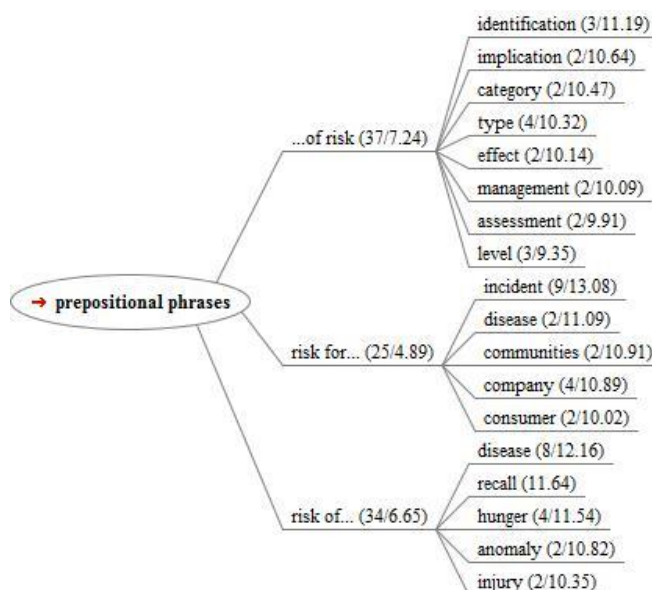 → prepositional phrases
...of risk (37/7.24)
identification (3/11.19)
implication (2/10.64)
category (2/10.47)
type (4/10.32)
effect (2/10.14)
management (2/10.09)
assessment (2/9.91)
level (3/9.35)
risk for... (25/4.89)
incident (9/13.08)
disease (2/11.09)
communities (2/10.91)
company (4/10.89)
consumer (2/10.02)
risk of... (34/6.65)
disease (8/12.16)
recall (11.64)
hunger (4/11.54)
anomaly (2/10.82)
injury (2/10.35)